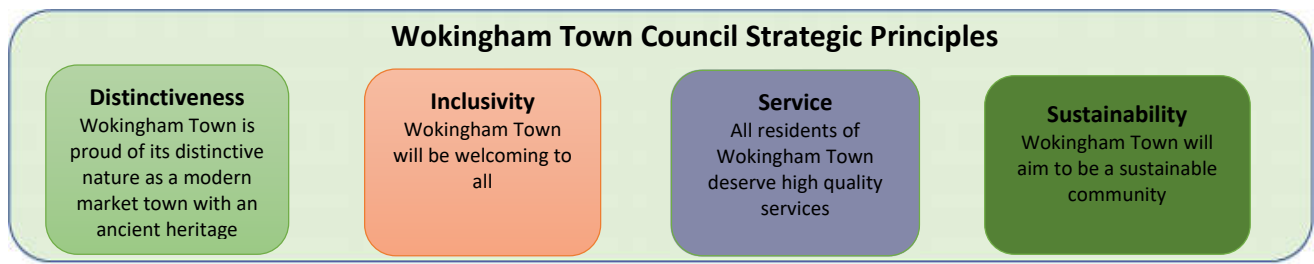 Wokingham Town Council Strategic Principles
Distinctiveness
Wokingham Town is
proud of its distinctive
nature as a modern
market town with an
ancient heritage
Inclusivity
Wokingham Town
will be welcoming to
all
Service
All residents of
Wokingham Town
deserve high quality
services
Sustainability
Wokingham Town will
aim to be a sustainable
community